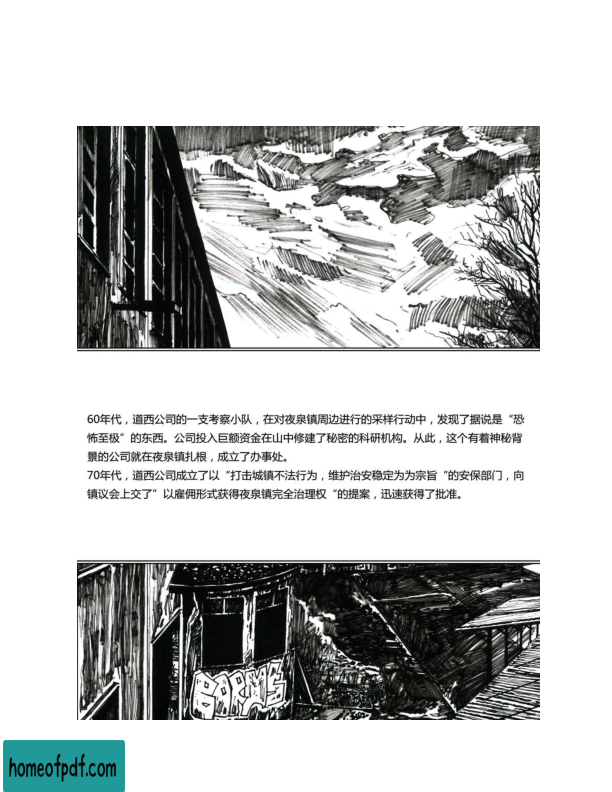 60年代，道西公司的一支考察小队，在对夜泉镇周边进行的采样行动中，发现了据说是“恐
怖至极”的东西。公司投入巨额资金在山中修建了秘密的科研机构。从此，这个有着神秘背
景的公司就在夜泉镇扎根，成立了办事处。
70年代，道西公司成立了以“打击城镇不法行为，维护治安稳定为为宗旨“的安保部门，向
镇议会上交了”以雇佣形式获得夜泉镇完全治理权“的提案，迅速获得了批准。
homeofpdf.com